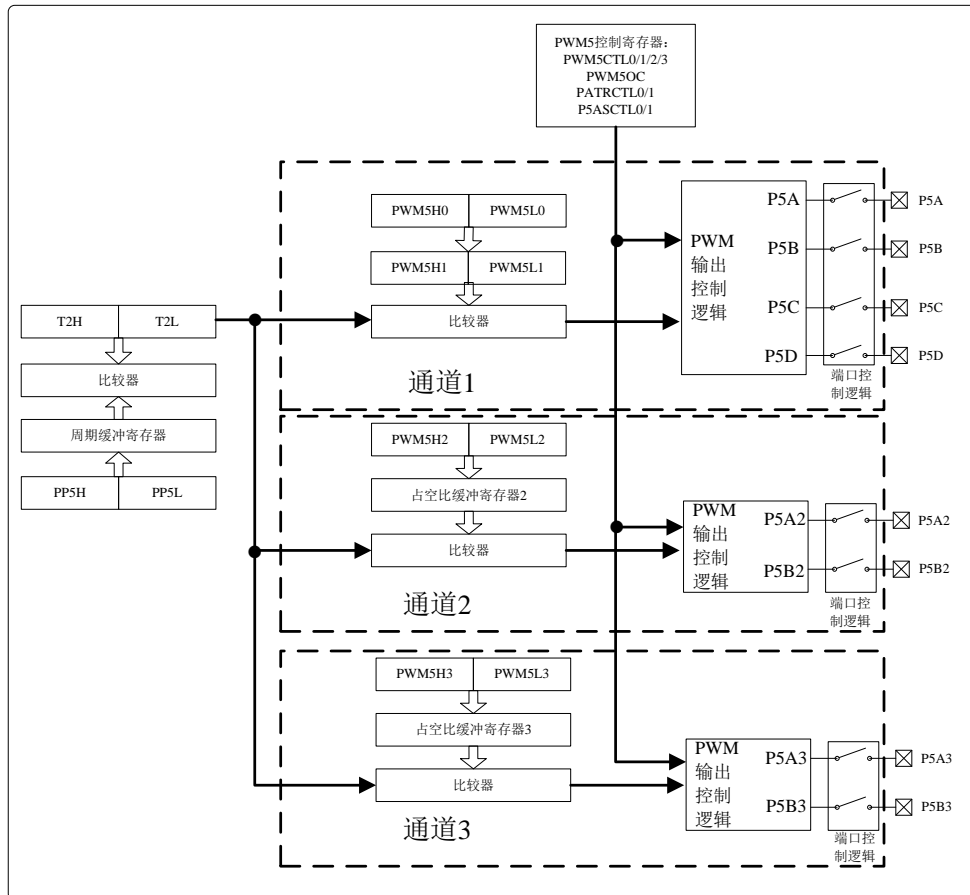 PWM5控制寄存器：
PWM5CTL0/1/2/3
PWM5OC
PATRCTL0/1
P5ASCTL0/1
PWM5H0 PWM5L0
PWM5H1 PWM5L1
比较器
通道1
PWM
输出
控制
逻辑
P5A
P5B
P5C
P5D
端口控
制逻辑
P5A
P5B
P5C
P5D
T2H T2L
比较器
周期缓冲寄存器
PP5H PP5L
PWM5H2 PWM5L2
占空比缓冲寄存器2
比较器
通道2
PWM
输出
控制
逻辑
P5A2
P5B2
端口控
制逻辑
P5A2
P5B2
PWM5H3 PWM5L3
占空比缓冲寄存器3
比较器
通道3
PWM
输出
控制
逻辑
P5A3
P5B3
端口控
制逻辑
P5A3
P5B3